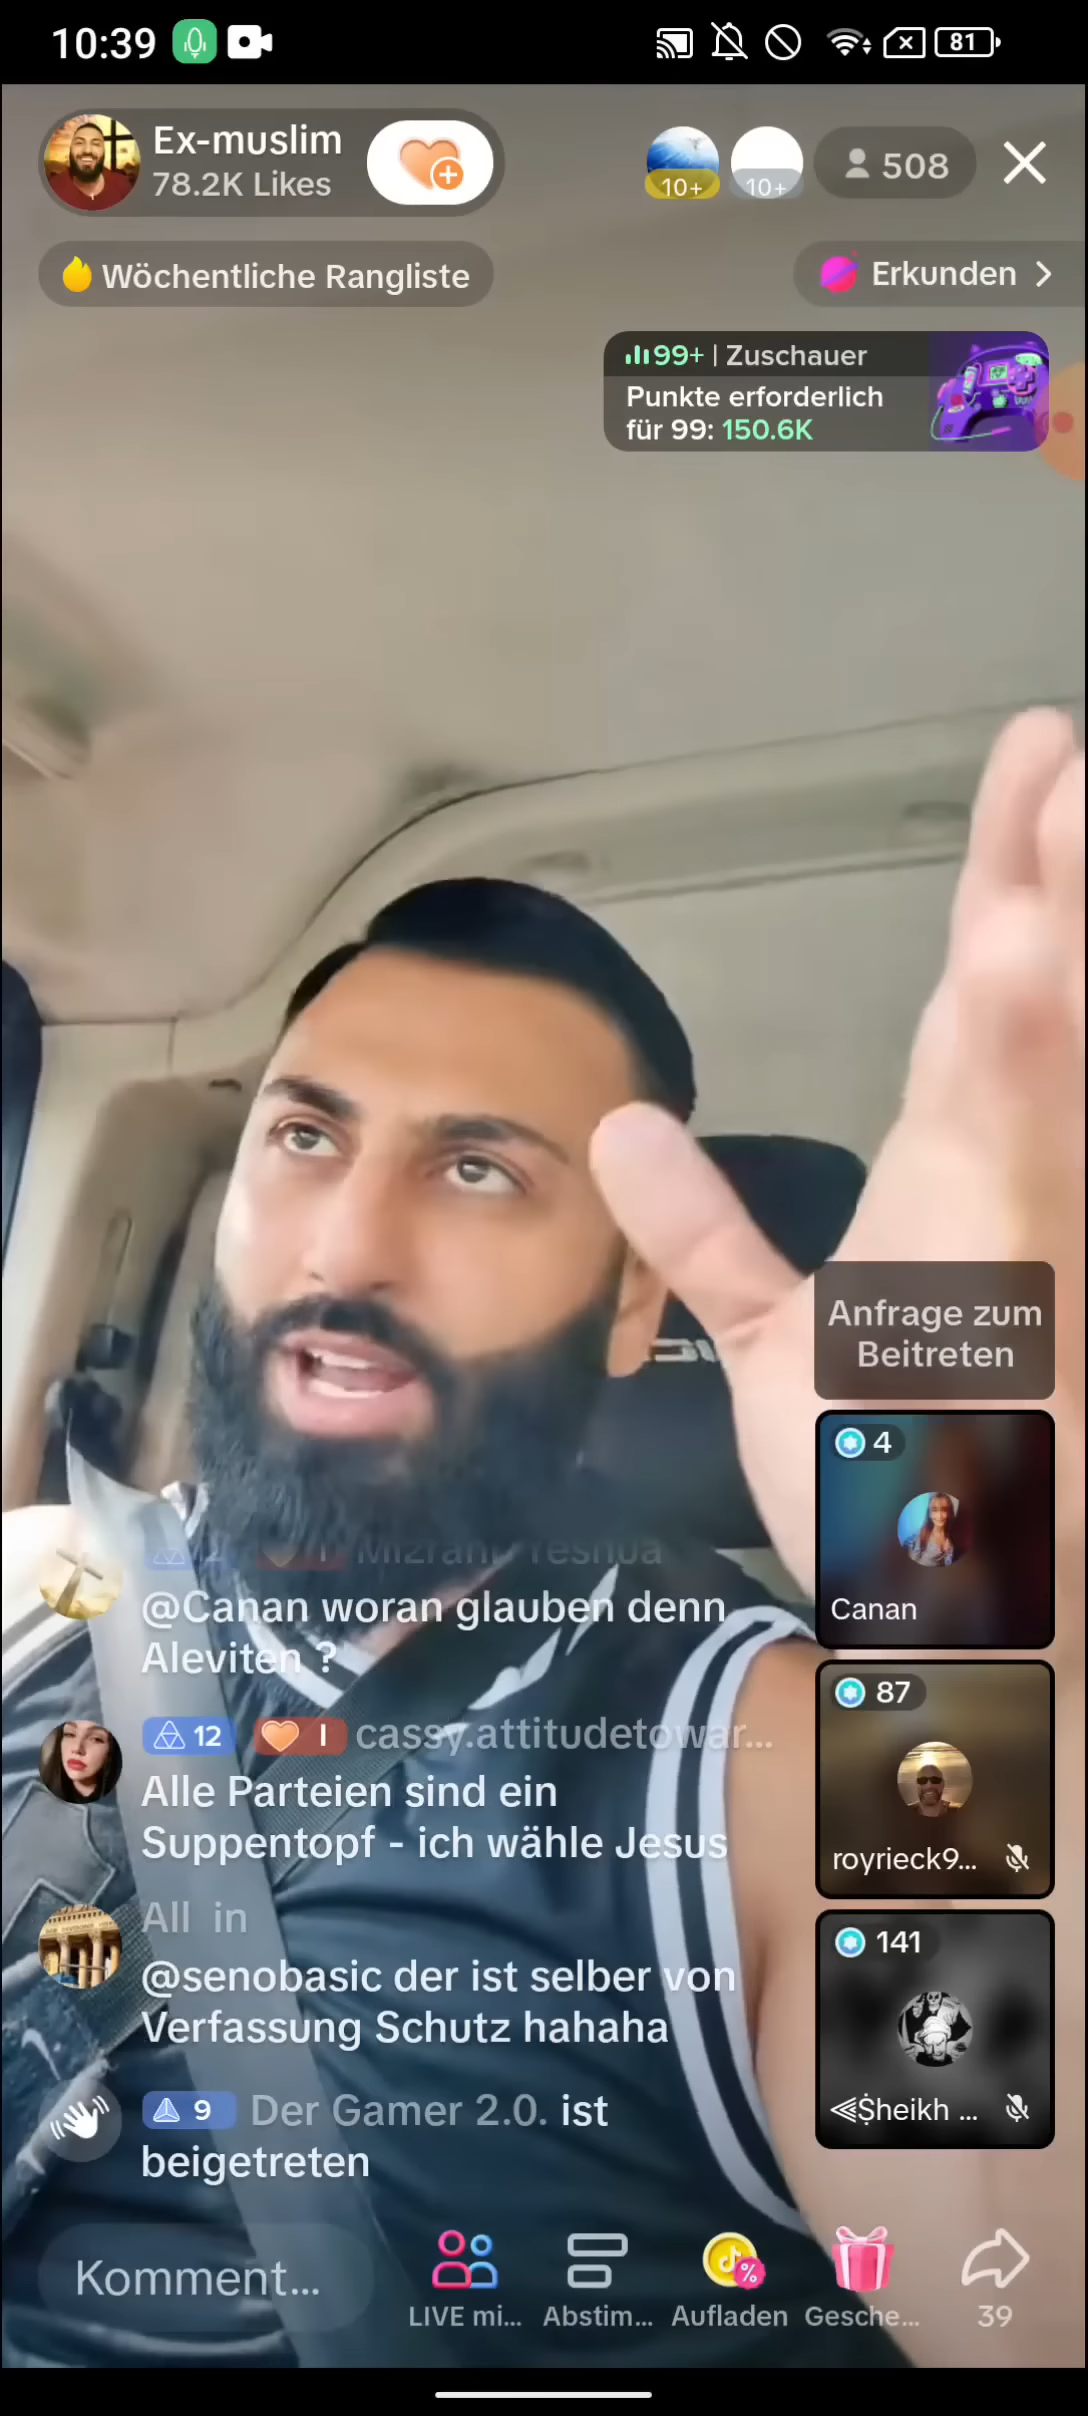 10:39
81
Ex-muslim
78.2K Likes
10+
10+
508
Wöchentliche Rangliste
Erkunden
99+ | Zuschauer
Punkte erforderlich
für 99: 150.6K
Anfrage zum
Beitreten
4
Canan
87
royrieck9...
141
⋘Ṩheikh ...
Mizrahi Yeshua
@Canan woran glauben denn
Aleviten ?
12 I cassy.attitudetowar...
Alle Parteien sind ein
Suppentopf - ich wähle Jesus
All in
@senobasic der ist selber von
Verfassung Schutz hahaha
9 Der Gamer 2.0. ist
beigetreten
Komment...
LIVE mi...
Abstim...
Aufladen
Gesche...
39